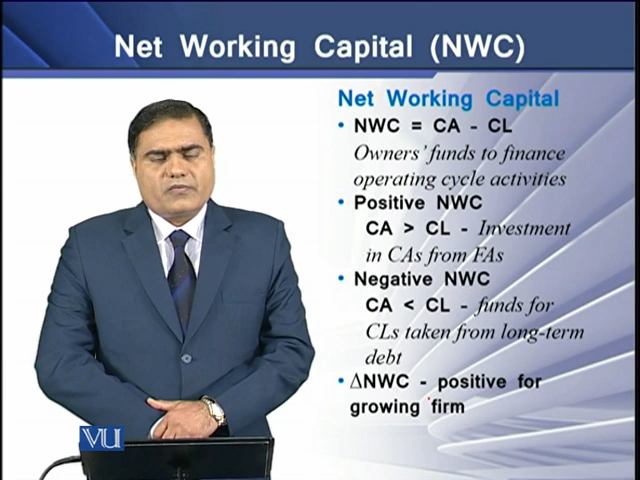 Net Working Capital (NWC)
Net Working Capital
• NWC = CA - CL
Owners' funds to finance
operating cycle activities
• Positive NWC
CA > CL - Investment
in CAs from FAs
• Negative NWC
CA < CL - funds for
CLs taken from long-term
debt
• ΔNWC - positive for
growing firm
VU